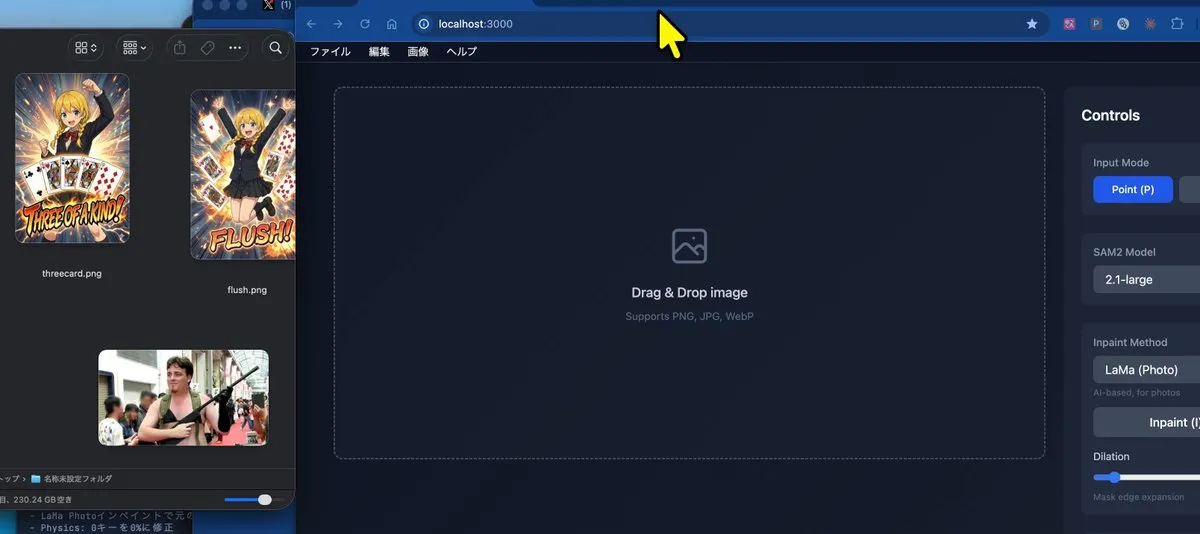 (1)
localhost:3000
ファイル 編集 画像 ヘルプ
THREE OF A KIND!
threecard.png
FLUSH!
flush.png
トップ › 名称未設定フォルダ
目、230.24 GB空き
- LaMa Photoインペイントで元の
- Physics: 0キーを0%に修正
Drag & Drop image
Supports PNG, JPG, WebP
Controls
Input Mode
Point (P)
SAM2 Model
2.1-large
Inpaint Method
LaMa (Photo)
AI-based, for photos
Inpaint (I)
Dilation
Mask edge expansion